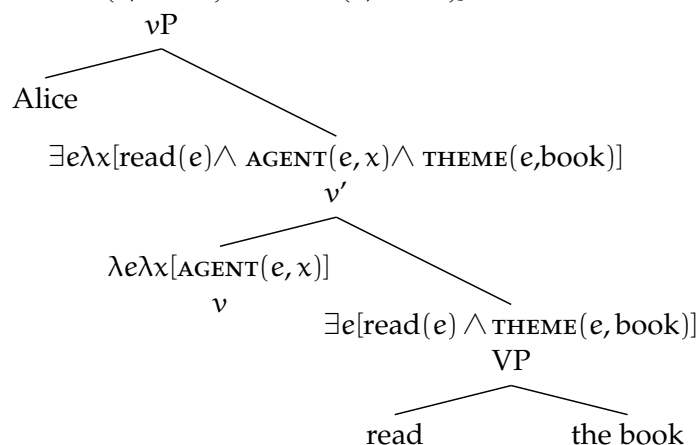 vP
Alice
∃eλx[read(e)∧ AGENT(e, x)∧ THEME(e,book)]
v'
λeλx[AGENT(e, x)]
v
∃e[read(e) ∧ THEME(e, book)]
VP
read the book